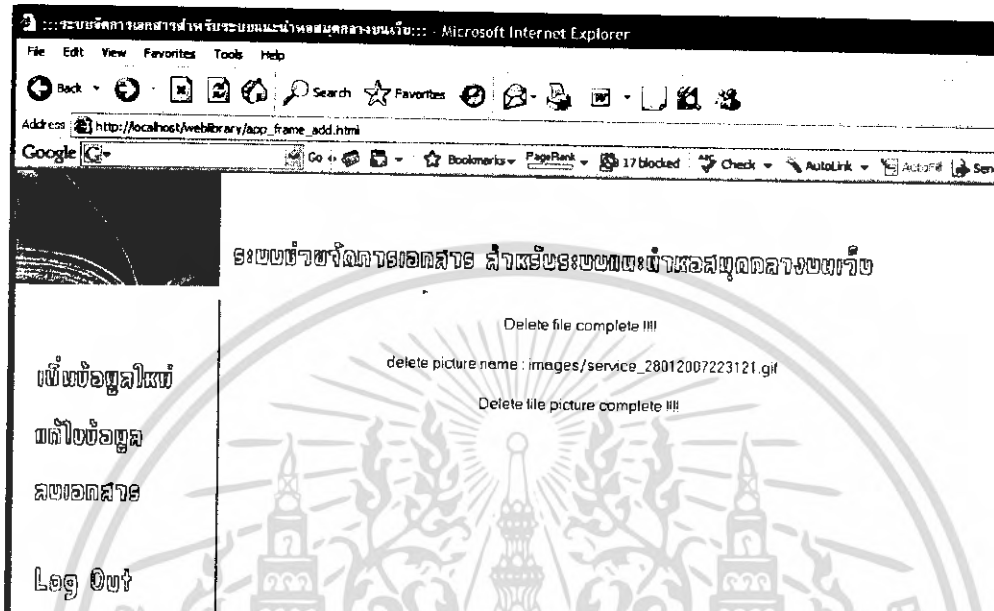 :::ระบบจัดการเอกสารสำหรับระบบแนะนำหอสมุดกลางบนเว็บ::: - Microsoft Internet Explorer
File Edit View Favorites Tools Help
Back Search Favorites
Address http://localhost/weblibrary/app_frame_add.html
Google Go Bookmarks PageRank 17 blocked Check AutoLink AutoFill Sen
ระบบช่วยจัดการเอกสาร สำหรับระบบแนะนำหอสมุดกลางบนเว็บ
Delete file complete !!!!
delete picture name : images/service_28012007223121.gif
Delete file picture complete !!!!
เพิ่มข้อมูลใหม่
แก้ไขข้อมูล
ลบเอกสาร
Log Out